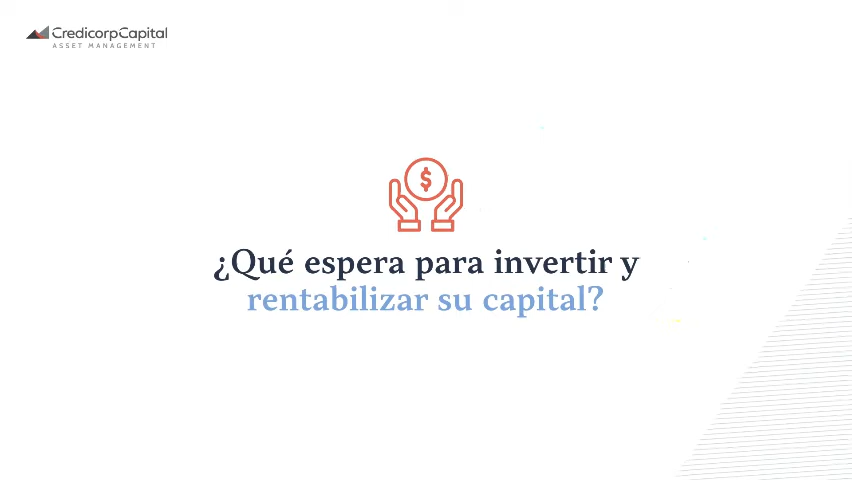 CredicorpCapital
ASSET MANAGEMENT
$
¿Qué espera para invertir y
rentabilizar su capital?